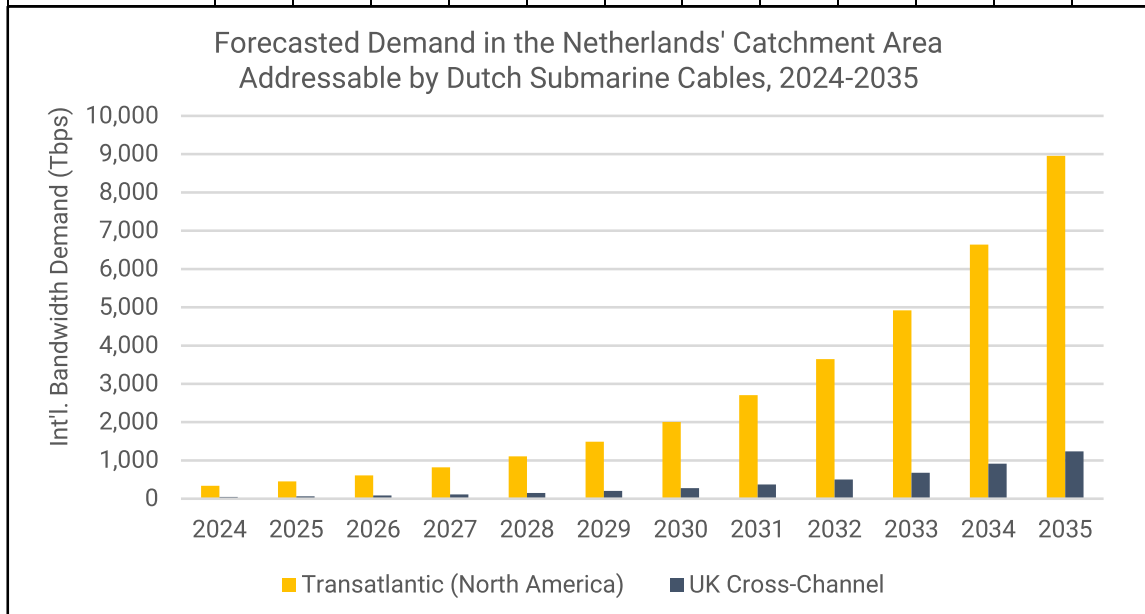 Forecasted Demand in the Netherlands' Catchment Area
Addressable by Dutch Submarine Cables, 2024-2035
Int'l. Bandwidth Demand (Tbps)
10,000
9,000
8,000
7,000
6,000
5,000
4,000
3,000
2,000
1,000
0
2024 2025 2026 2027 2028 2029 2030 2031 2032 2033 2034 2035
Transatlantic (North America) UK Cross-Channel